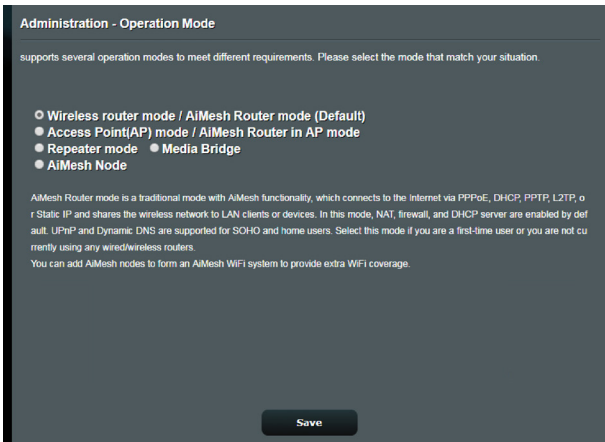 Administration - Operation Mode
supports several operation modes to meet different requirements. Please select the mode that match your situation.
Wireless router mode / AiMesh Router mode (Default)
Access Point(AP) mode / AiMesh Router in AP mode
Repeater mode Media Bridge
AiMesh Node
AiMesh Router mode is a traditional mode with AiMesh functionality, which connects to the Internet via PPPoE, DHCP, PPTP, L2TP, o
r Static IP and shares the wireless network to LAN clients or devices. In this mode, NAT, firewall, and DHCP server are enabled by def
ault. UPnP and Dynamic DNS are supported for SOHO and home users. Select this mode if you are a first-time user or you are not cu
rrently using any wired/wireless routers.
You can add AiMesh nodes to form an AiMesh WiFi system to provide extra WiFi coverage.
Save